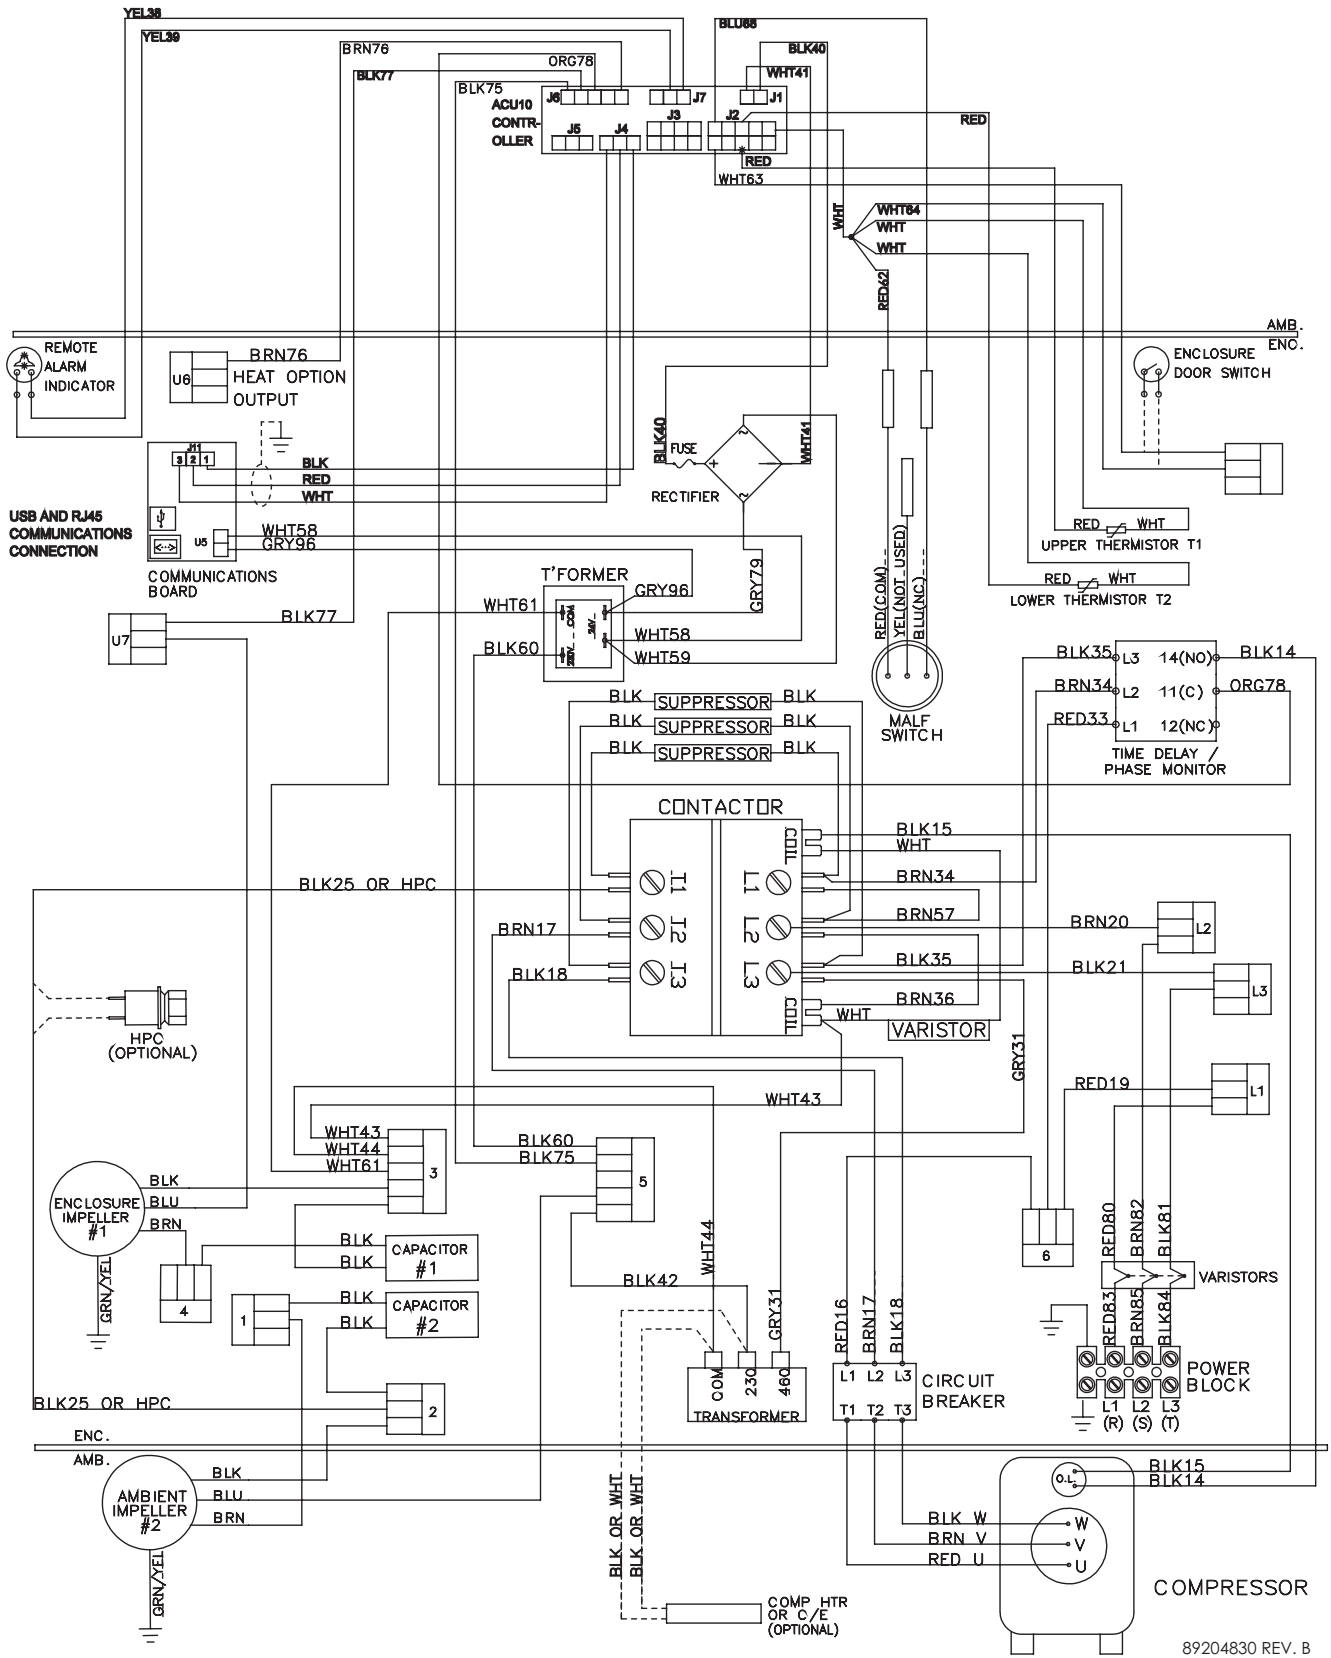 YEL38
YEL39
BRN76
ORG78
BLK77
BLK75
BLU68
BLK40
WHT41
J6
J7
J1
ACU10
CONTR-
OLLER
J5
J4
J3
J2
RED
RED
WHT63
WHT
WHT64
WHT
WHT
RED62
AMB.
ENC.
REMOTE
ALARM
INDICATOR
U6
BRN76
HEAT OPTION
OUTPUT
ENCLOSURE
DOOR SWITCH
J11
3 2 1
BLK
RED
WHT
BLK40
FUSE
WHT41
+
RECTIFIER
USB AND RJ45
COMMUNICATIONS
CONNECTION
U5
WHT58
GRY96
COMMUNICATIONS
BOARD
RED WHT
UPPER THERMISTOR T1
RED WHT
LOWER THERMISTOR T2
T'FORMER
GRY96
GRY79
WHT61
COM
24V
230V
BLK60
WHT58
WHT59
RED(COM)
YEL(NOT USED)
BLU(NC)
MALF
SWITCH
U7
BLK77
BLK35
L3
14(NO)
BLK14
BRN34
L2
11(C)
ORG78
RED33
L1
12(NC)
TIME DELAY /
PHASE MONITOR
BLK SUPPRESSOR BLK
BLK SUPPRESSOR BLK
BLK SUPPRESSOR BLK
CONTACTOR
COIL
BLK15
WHT
BLK25 OR HPC
T1
L1
BRN34
BRN57
BRN17
T2
L2
BRN20
L2
BLK35
BLK18
T3
L3
BLK21
L3
BRN36
COIL
WHT
VARISTOR
HPC
(OPTIONAL)
GRY31
RED19
L1
WHT43
WHT43
WHT44
WHT61
3
BLK60
BLK75
5
ENCLOSURE
IMPELLER
#1
BLK
BLU
BRN
GRN/YEL
BLK
BLK
CAPACITOR
#1
4
1
BLK
BLK
CAPACITOR
#2
WHT44
BLK42
GRY31
6
RED80
BRN82
BLK81
VARISTORS
RED83
BRN85
BLK84
RED16
BRN17
BLK18
COM
230
460
TRANSFORMER
L1 L2 L3
T1 T2 T3
CIRCUIT
BREAKER
POWER
BLOCK
L1 L2 L3
(R) (S) (T)
BLK25 OR HPC
2
ENC.
AMB.
AMBIENT
IMPELLER
#2
BLK
BLU
BRN
GRN/YEL
BLK OR WHT
BLK OR WHT
COMP HTR
OR C/E
(OPTIONAL)
O.L.
BLK15
BLK14
BLK W
BRN V
RED U
W
V
U
COMPRESSOR
89204830 REV. B